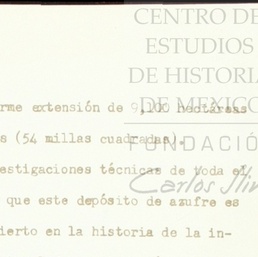 CENTRO DE
ESTUDIOS
DE HISTORIA
DE MEXICO
FUNDACIÓ
Carlos Slim
rme extensión de 9,100 hectáreas
s (54 millas cuadradas).
estigaciones técnicas de toda el
que este depósito de azufre es
ierto en la historia de la in-